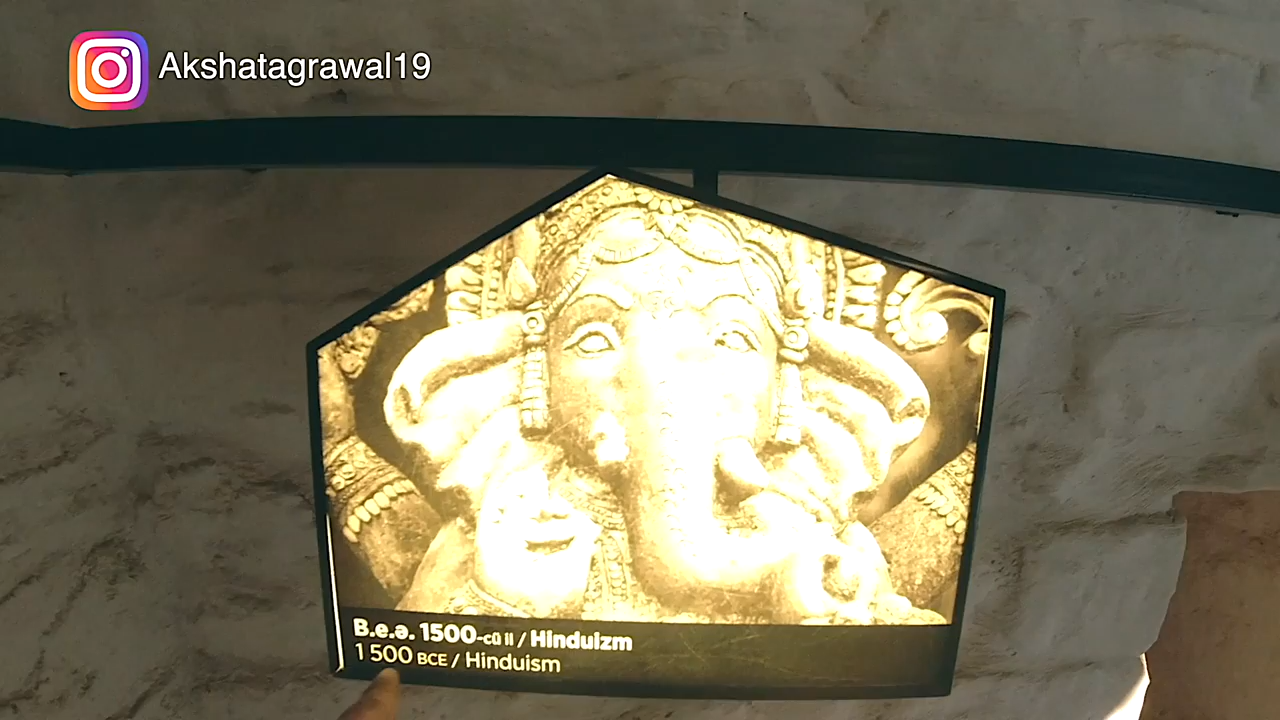 Akshatagrawal19
B.e.ə. 1500-cü il / Hinduizm
1 500 BCE / Hinduism